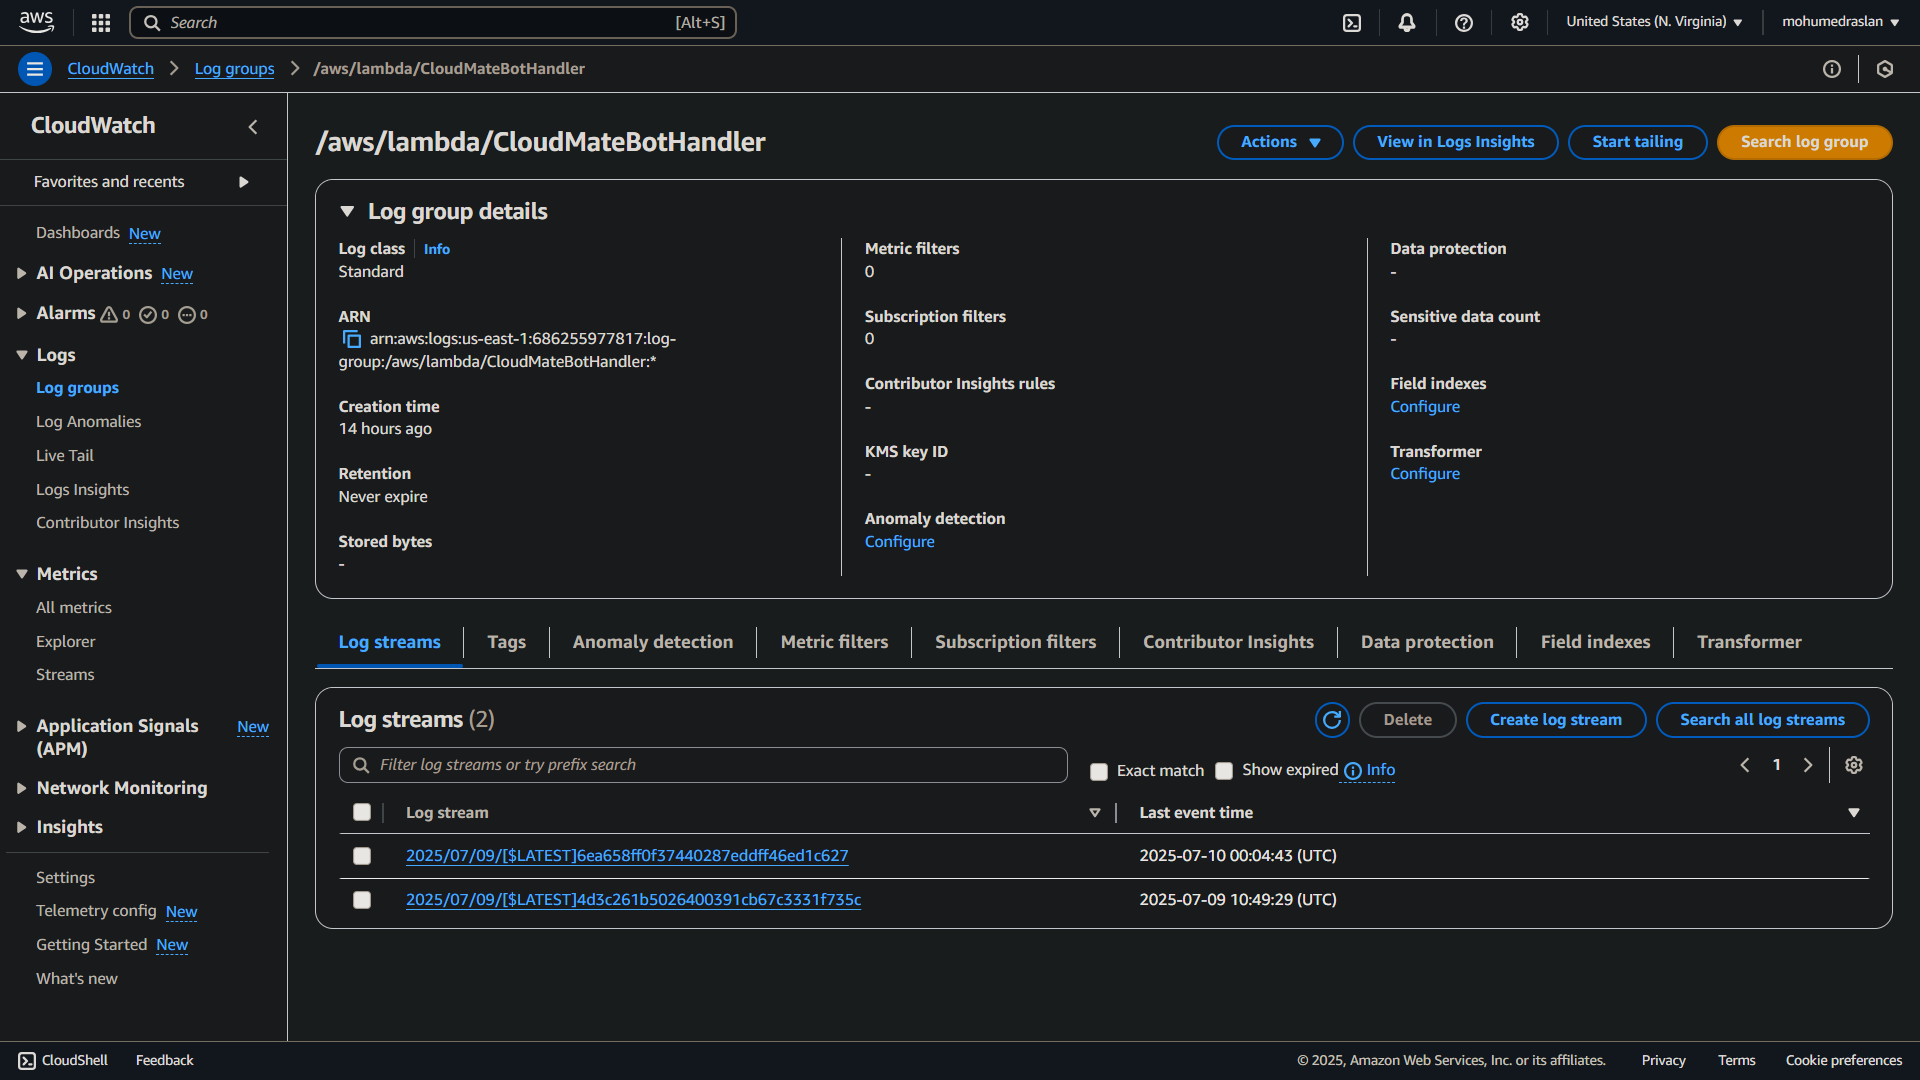 aws
Search [Alt+S]
United States (N. Virginia)
mohumedraslan
CloudWatch
Log groups
/aws/lambda/CloudMateBotHandler
CloudWatch
Favorites and recents
Dashboards New
AI Operations New
Alarms 0 0 0
Logs
Log groups
Log Anomalies
Live Tail
Logs Insights
Contributor Insights
Metrics
All metrics
Explorer
Streams
Application Signals (APM) New
Network Monitoring
Insights
Settings
Telemetry config New
Getting Started New
What's new
/aws/lambda/CloudMateBotHandler
Actions
View in Logs Insights
Start tailing
Search log group
Log group details
Log class Info
Standard
ARN
arn:aws:logs:us-east-1:686255977817:log-
group:/aws/lambda/CloudMateBotHandler:*
Creation time
14 hours ago
Retention
Never expire
Stored bytes
-
Metric filters
0
Subscription filters
0
Contributor Insights rules
-
KMS key ID
-
Anomaly detection
Configure
Data protection
-
Sensitive data count
-
Field indexes
Configure
Transformer
Configure
Log streams
Tags
Anomaly detection
Metric filters
Subscription filters
Contributor Insights
Data protection
Field indexes
Transformer
Log streams (2)
Delete
Create log stream
Search all log streams
Filter log streams or try prefix search
Exact match
Show expired Info
1
Log stream
Last event time
2025/07/09/[$LATEST]6ea658ff0f37440287eddff46ed1c627
2025-07-10 00:04:43 (UTC)
2025/07/09/[$LATEST]4d3c261b5026400391cb67c3331f735c
2025-07-09 10:49:29 (UTC)
CloudShell
Feedback
© 2025, Amazon Web Services, Inc. or its affiliates.
Privacy
Terms
Cookie preferences